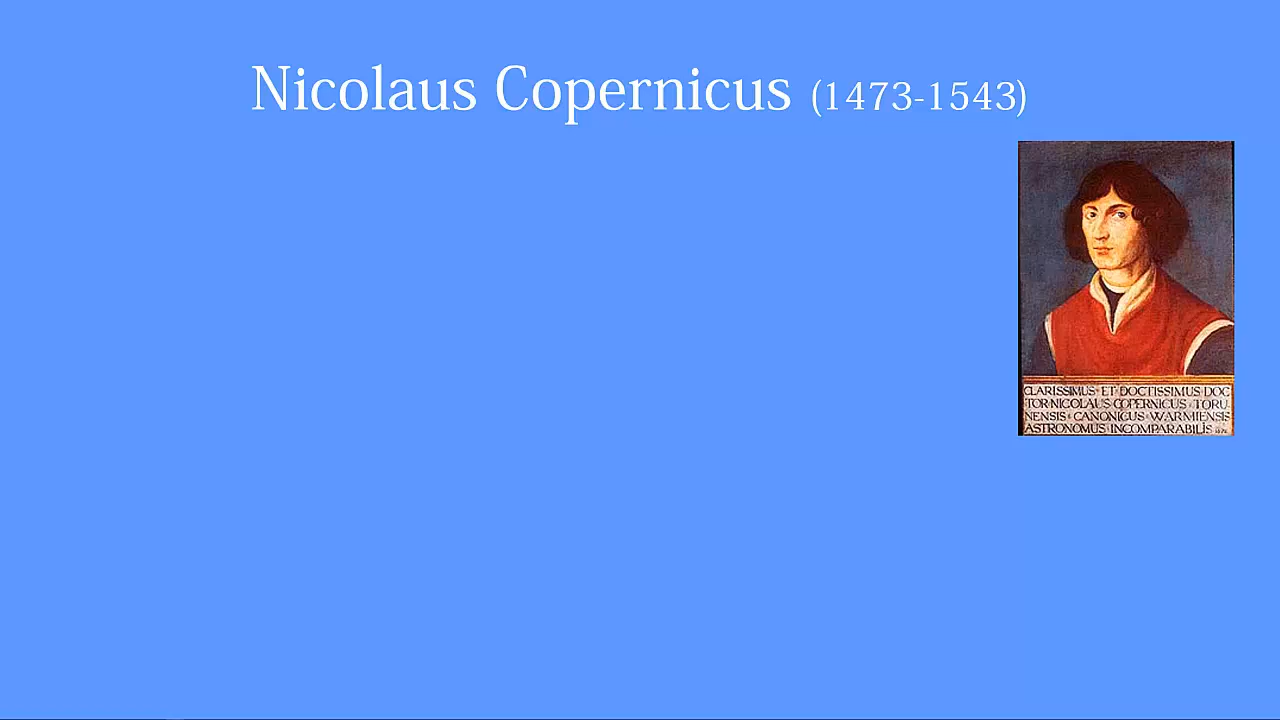 Nicolaus Copernicus (1473-1543)
CLARISSIMUS · ET · DOCTISSIMUS · DOC
TOR · NICOLAUS COPERNICUS · TORU
NENSIS · CANONICUS · WARMIENSIS
ASTRONOMUS · INCOMPARABILIS